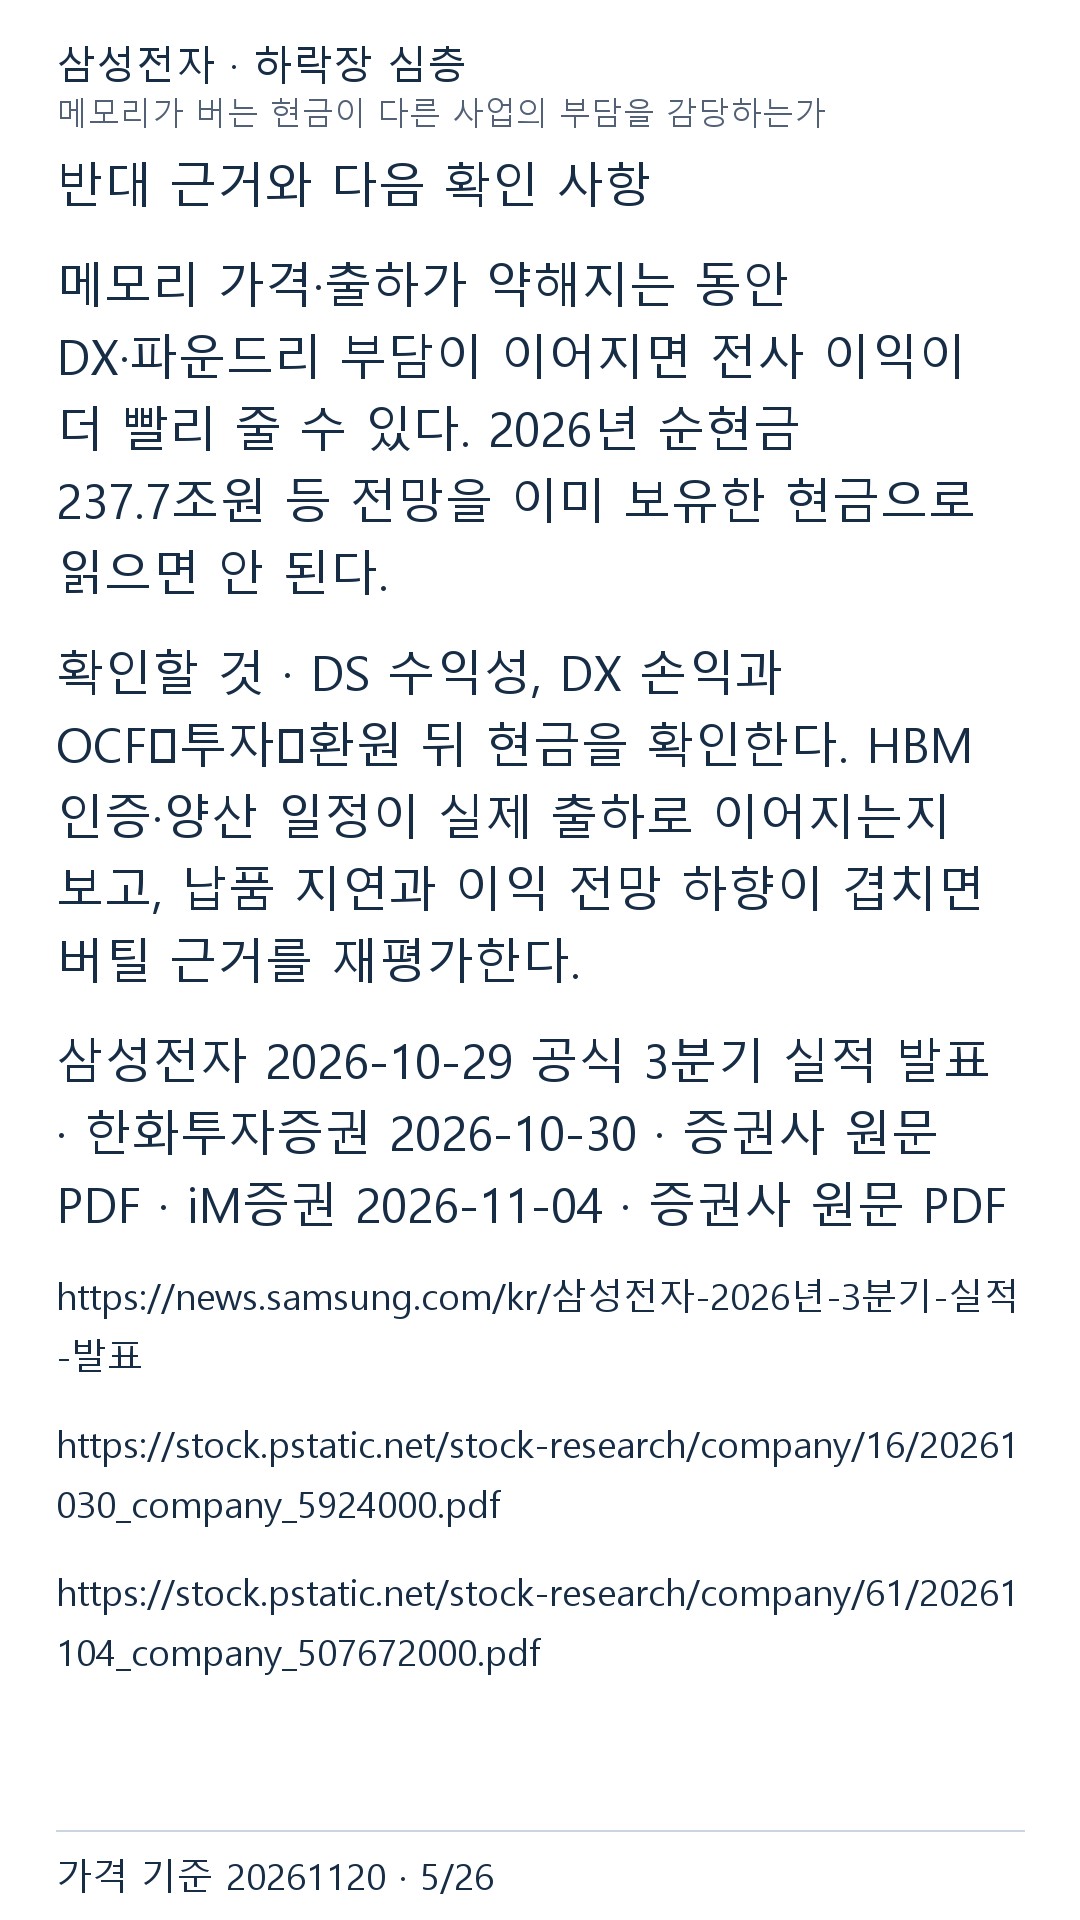 삼성전자 · 하락장 심층
메모리가 버는 현금이 다른 사업의 부담을 감당하는가
반대 근거와 다음 확인 사항
메모리 가격·출하가 약해지는 동안
DX·파운드리 부담이 이어지면 전사 이익이
더 빨리 줄 수 있다. 2026년 순현금
237.7조원 등 전망을 이미 보유한 현금으로
읽으면 안 된다.
확인할 것 · DS 수익성, DX 손익과
OCF▯투자▯환원 뒤 현금을 확인한다. HBM
인증·양산 일정이 실제 출하로 이어지는지
보고, 납품 지연과 이익 전망 하향이 겹치면
버틸 근거를 재평가한다.
삼성전자 2026-10-29 공식 3분기 실적 발표
· 한화투자증권 2026-10-30 · 증권사 원문
PDF · iM증권 2026-11-04 · 증권사 원문 PDF
https://news.samsung.com/kr/삼성전자-2026년-3분기-실적
-발표
https://stock.pstatic.net/stock-research/company/16/20261
030_company_5924000.pdf
https://stock.pstatic.net/stock-research/company/61/20261
104_company_507672000.pdf
가격 기준 20261120 · 5/26